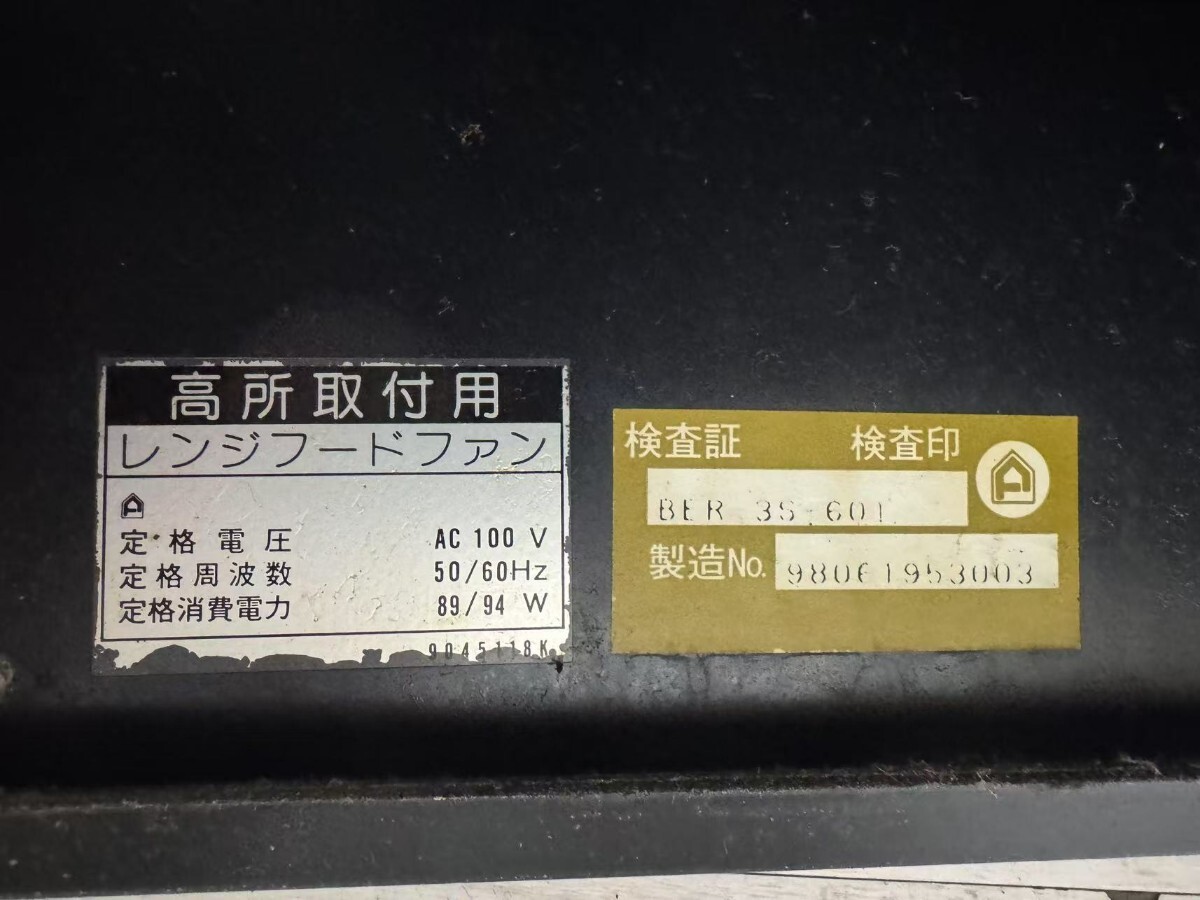 高所取付用
レンジフードファン
定格電圧 AC 100 V
定格周波数 50/60Hz
定格消費電力 89/94 W
9045118K
検査証 検査印
BER 3S 601
製造No. 98061953003